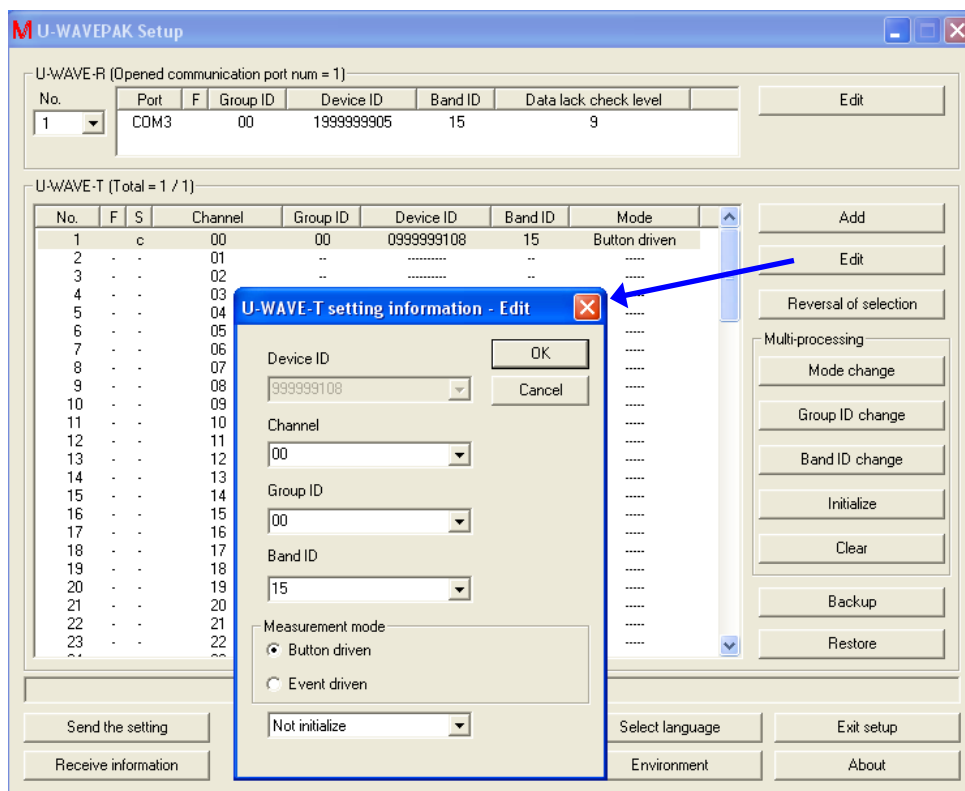 M U-WAVEPAK Setup
U-WAVE-R (Opened communication port num = 1)
No. Port F Group ID Device ID Band ID Data lack check level
1 COM3 00 1999999905 15 9
Edit
U-WAVE-T (Total = 1 / 1)
No. F S Channel Group ID Device ID Band ID Mode
1 c 00 00 0999999108 15 Button driven
2 - - 01 -- ---------- -- -----
3 - - 02 -- ---------- -- -----
4 - - 03 -----
5 - - 04 -----
6 - - 05 -----
7 - - 06 -----
8 - - 07 -----
9 - - 08 -----
10 - - 09 -----
11 - - 10 -----
12 - - 11 -----
13 - - 12 -----
14 - - 13 -----
15 - - 14 -----
16 - - 15 -----
17 - - 16 -----
18 - - 17 -----
19 - - 18 -----
20 - - 19 -----
21 - - 20 -----
22 - - 21 -----
23 - - 22 -----
Add
Edit
Reversal of selection
Multi-processing
Mode change
Group ID change
Band ID change
Initialize
Clear
Backup
Restore
U-WAVE-T setting information - Edit
Device ID
999999108
OK
Cancel
Channel
00
Group ID
00
Band ID
15
Measurement mode
Button driven
Event driven
Not initialize
Send the setting
Select language
Exit setup
Receive information
Environment
About